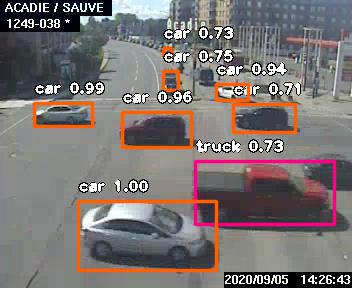 ACADIE / SAUVE
1249-038 *
Acadie
car 0.73
car 0.75
car 0.94
car 0.99
car 0.96
car 0.71
truck 0.73
car 1.00
2020/09/05 14:26:43